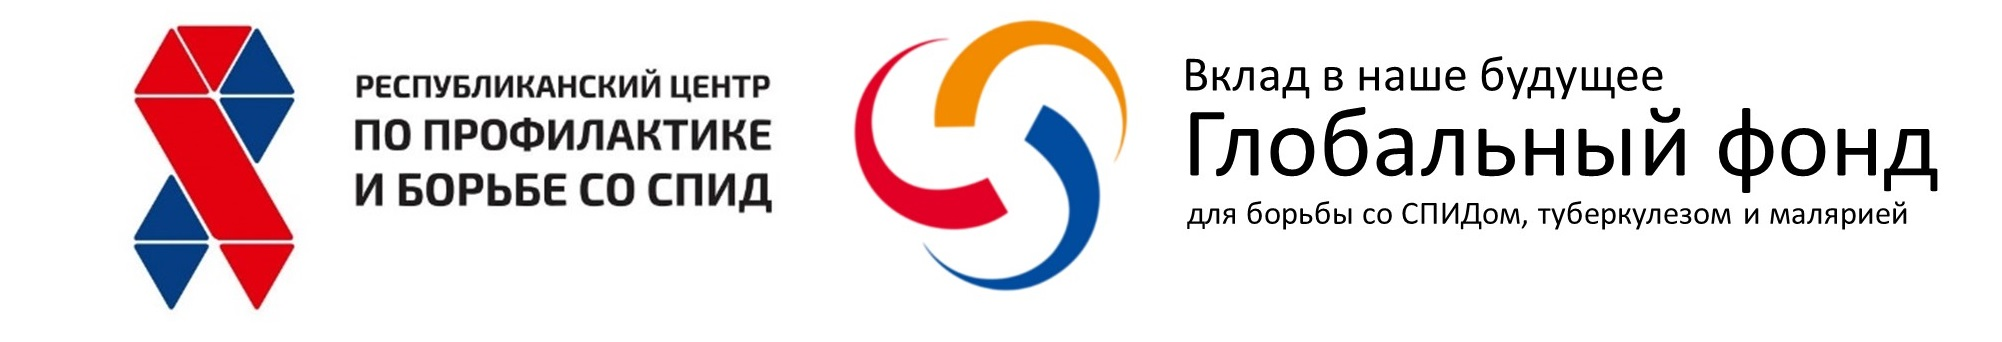 РЕСПУБЛИКАНСКИЙ ЦЕНТР
ПО ПРОФИЛАКТИКЕ
И БОРЬБЕ СО СПИД
Вклад в наше будущее
Глобальный фонд
для борьбы со СПИДом, туберкулезом и малярией